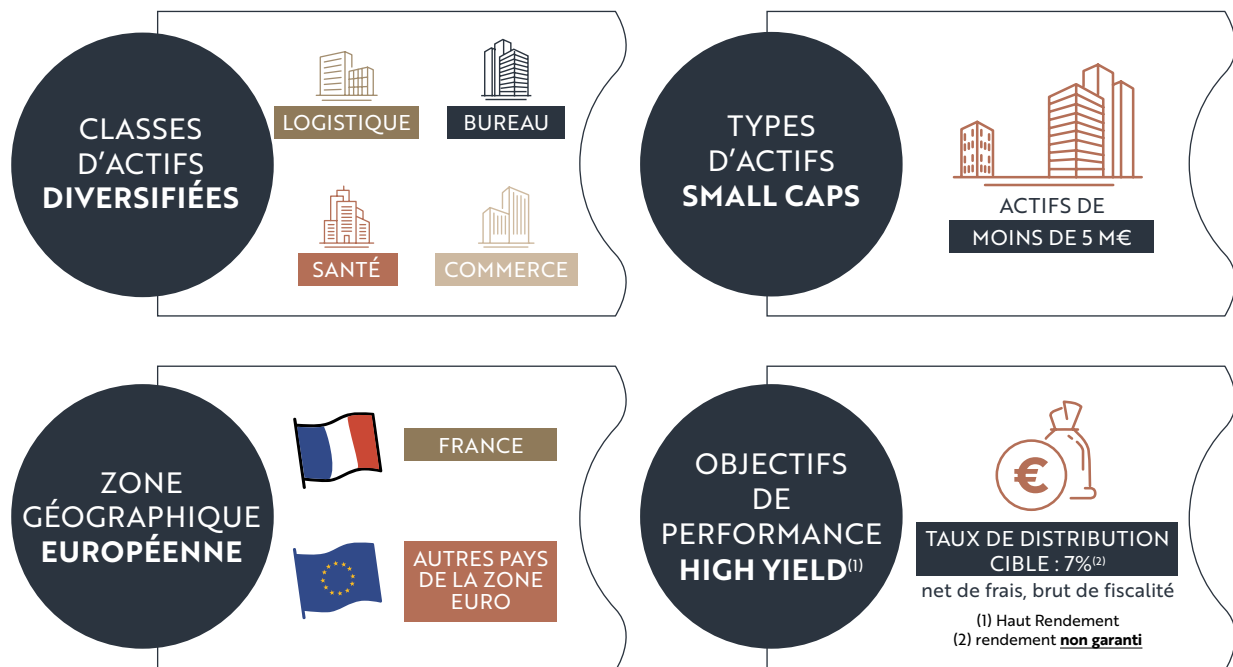 CLASSES
D'ACTIFS
DIVERSIFIÉES
LOGISTIQUE
BUREAU
SANTÉ
COMMERCE
TYPES
D'ACTIFS
SMALL CAPS
ACTIFS DE
MOINS DE 5 M€
ZONE
GÉOGRAPHIQUE
EUROPÉENNE
FRANCE
AUTRES PAYS
DE LA ZONE
EURO
OBJECTIFS
DE
PERFORMANCE
HIGH YIELD(1)
€
TAUX DE DISTRIBUTION
CIBLE : 7%(2)
net de frais, brut de fiscalité
(1) Haut Rendement
(2) rendement non garanti